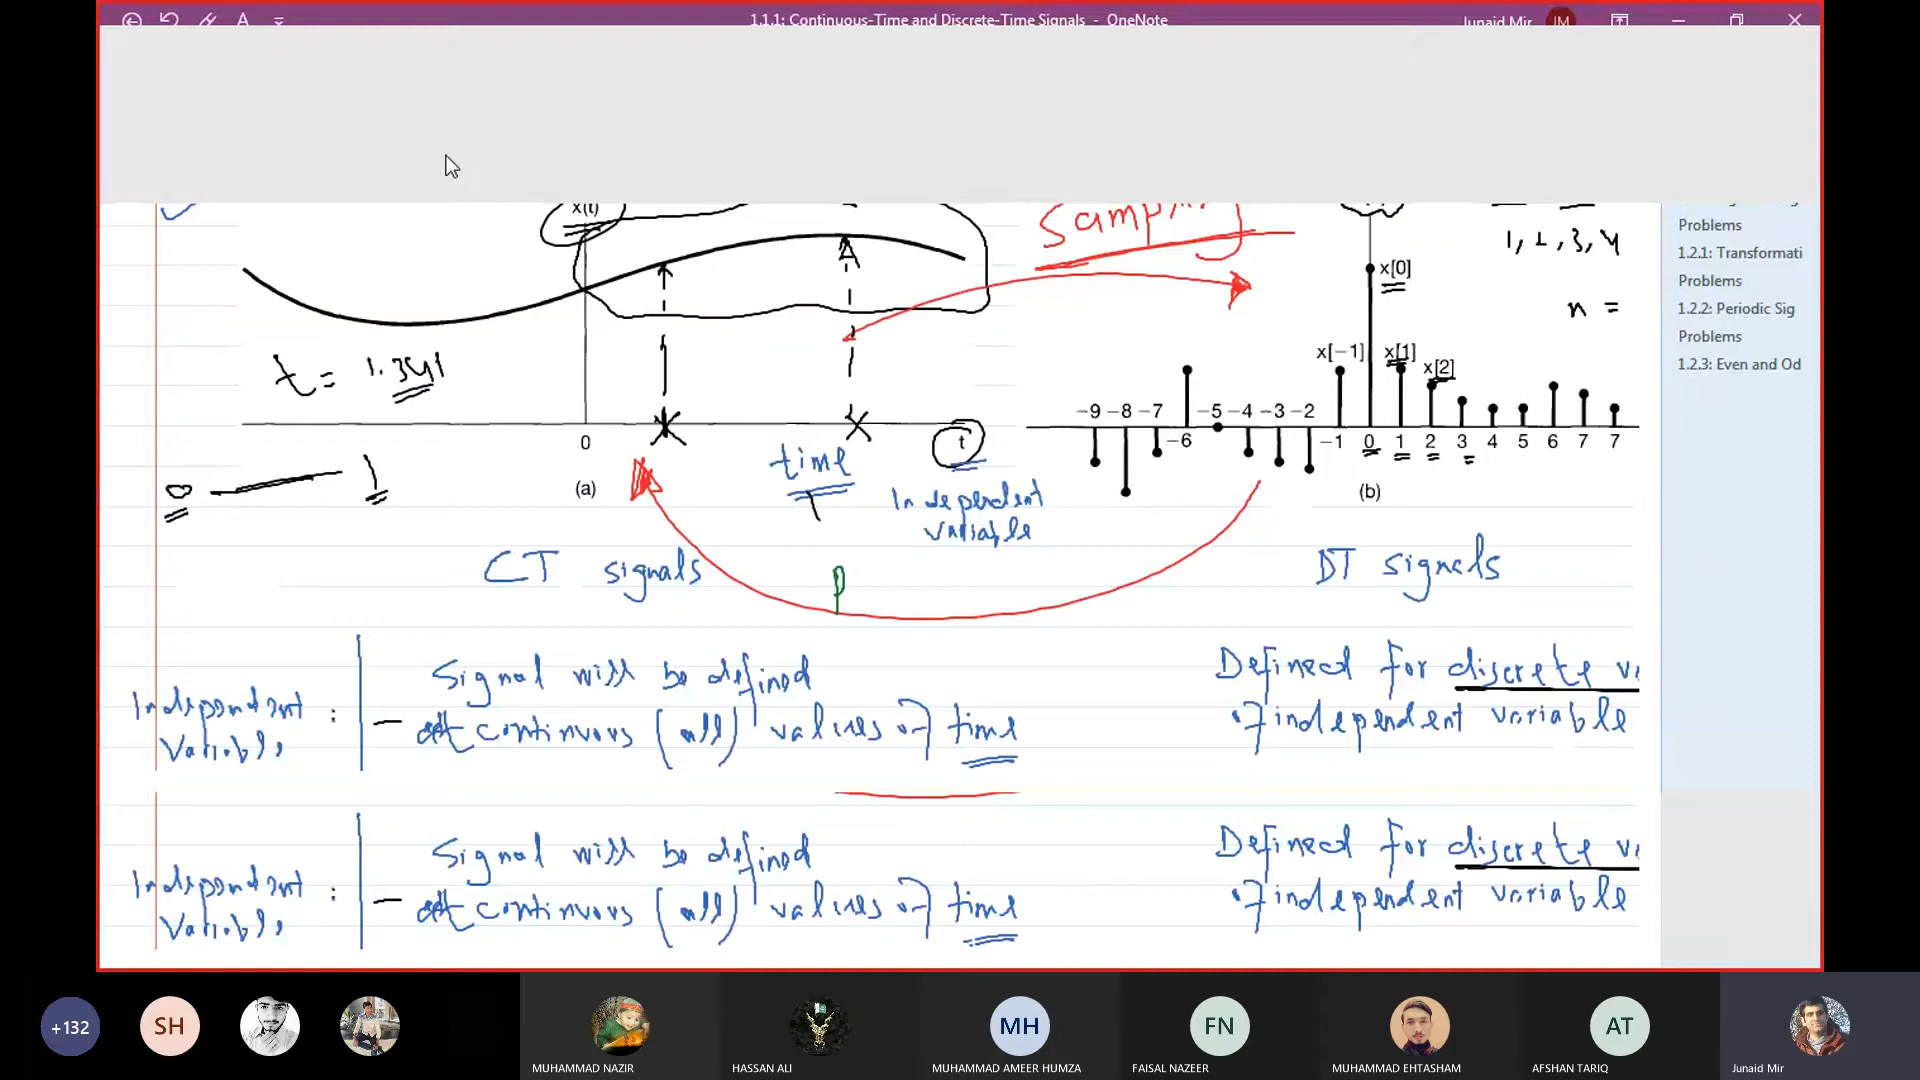 1.1.1: Continuous-Time and Discrete-Time Signals - OneNote
Junaid Mir JM
x(t)
Sampling
1, 2, 3, 4
x[0]
n =
t = 1.341
x[−1] x[1]
x[2]
0
t
−9 −8 −7 −6 −5 −4 −3 −2 −1 0 1 2 3 4 5 6 7 7
0 1
(a)
time
T
Independent
variable
(b)
CT signals
P
DT signals
Independent
Variable :
Signal will be defined
- at continuous (all) values of time
Defined for discrete
of independent variable
Independent
Variable :
Signal will be defined
- at continuous (all) values of time
Defined for discrete
of independent variable
Problems
1.2.1: Transformati
Problems
1.2.2: Periodic Sig
Problems
1.2.3: Even and Od
+132
SH
MUHAMMAD NAZIR
HASSAN ALI
MH
MUHAMMAD AMEER HUMZA
FN
FAISAL NAZEER
MUHAMMAD EHTASHAM
AT
AFSHAN TARIQ
Junaid Mir